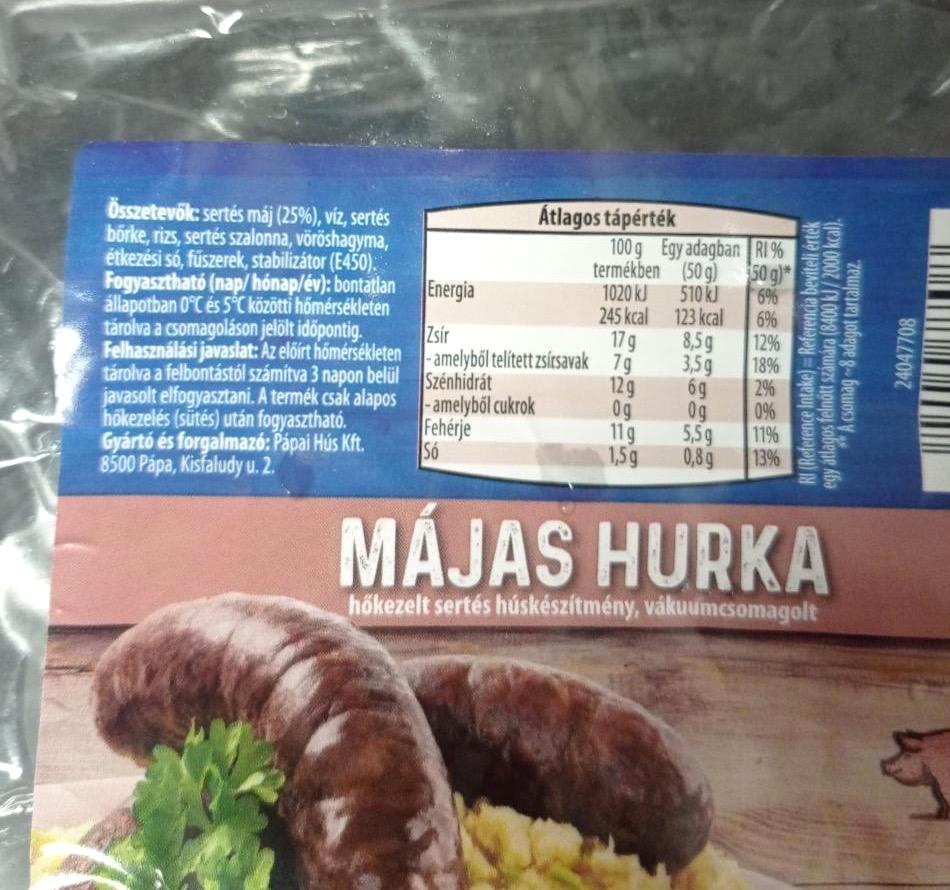 Összetevők: sertés máj (25%), víz, sertés
bőrke, rizs, sertés szalonna, vöröshagyma,
étkezési só, fűszerek, stabilizátor (E450).
Fogyasztható (nap/ hónap/év): bontatlan
állapotban 0°C és 5°C közötti hőmérsékleten
tárolva a csomagoláson jelölt időpontig.
Felhasználási javaslat: Az előírt hőmérsékleten
tárolva a felbontástól számítva 3 napon belül
javasolt elfogyasztani. A termék csak alapos
hőkezelés (sütés) után fogyasztható.
Gyártó és forgalmazó: Pápai Hús Kft.
8500 Pápa, Kisfaludy u. 2.
Átlagos tápérték
100 g Egy adagban RI %
termékben (50 g) (50 g)*
Energia 1020 kJ 510 kJ 6%
245 kcal 123 kcal 6%
Zsír 17 g 8,5 g 12%
- amelyből telített zsírsavak 7 g 3,5 g 18%
Szénhidrát 12 g 6 g 2%
- amelyből cukrok 0 g 0 g 0%
Fehérje 11 g 5,5 g 11%
Só 1,5 g 0,8 g 13%
RI (Reference Intake) = Referencia beviteli érték
egy átlagos felnőtt számára (8400 kJ / 2000 kcal).
** A csomag ~8 adagot tartalmaz.
24047708
MÁJAS HURKA
hőkezelt sertés húskészítmény, vákuumcsomagolt